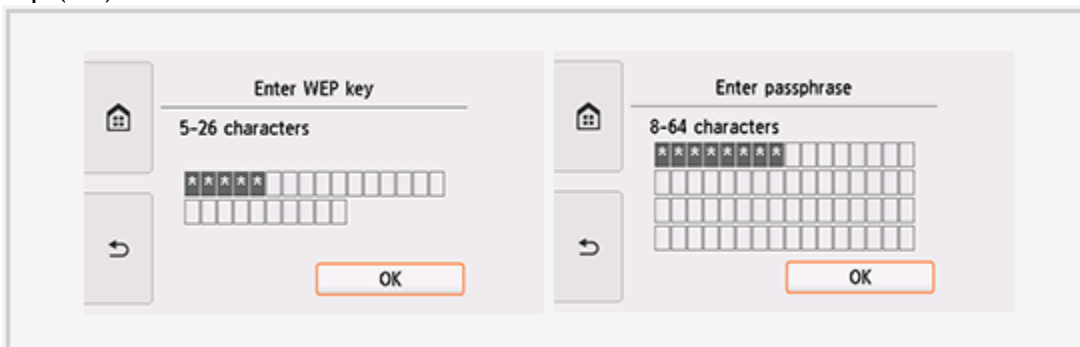 Enter WEP key
5-26 characters
*****
OK
Enter passphrase
8-64 characters
********
OK